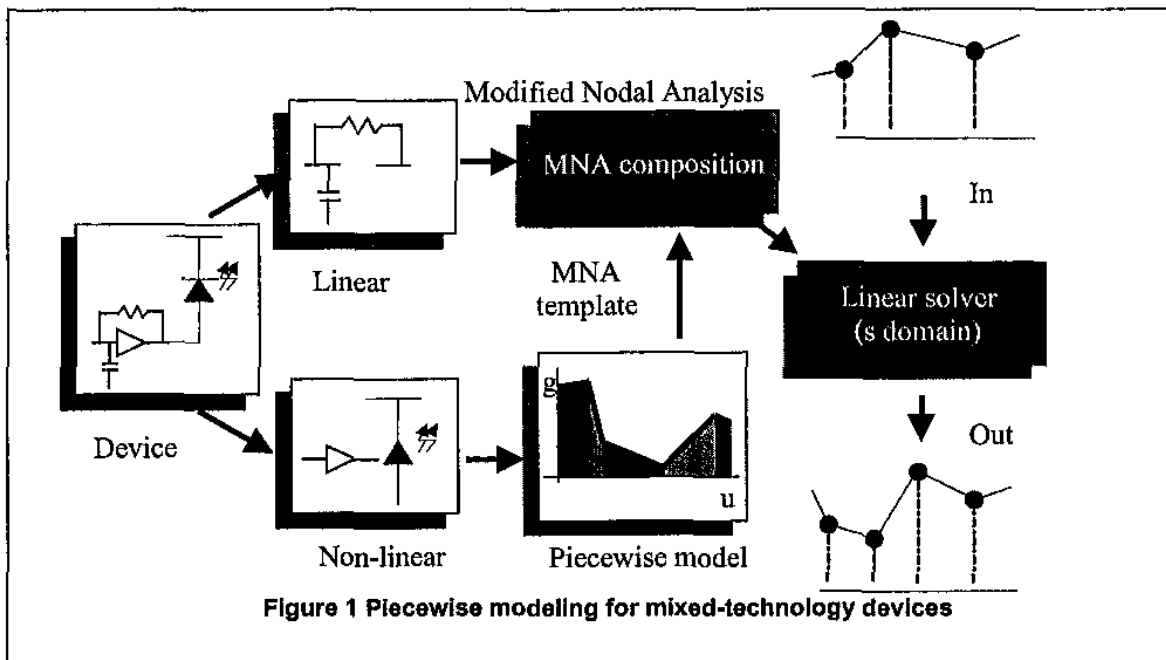 Modified Nodal Analysis
MNA composition
In
Linear
MNA
template
Linear solver
(s domain)
g
u
Device
Out
Non-linear
Piecewise model
Figure 1 Piecewise modeling for mixed-technology devices